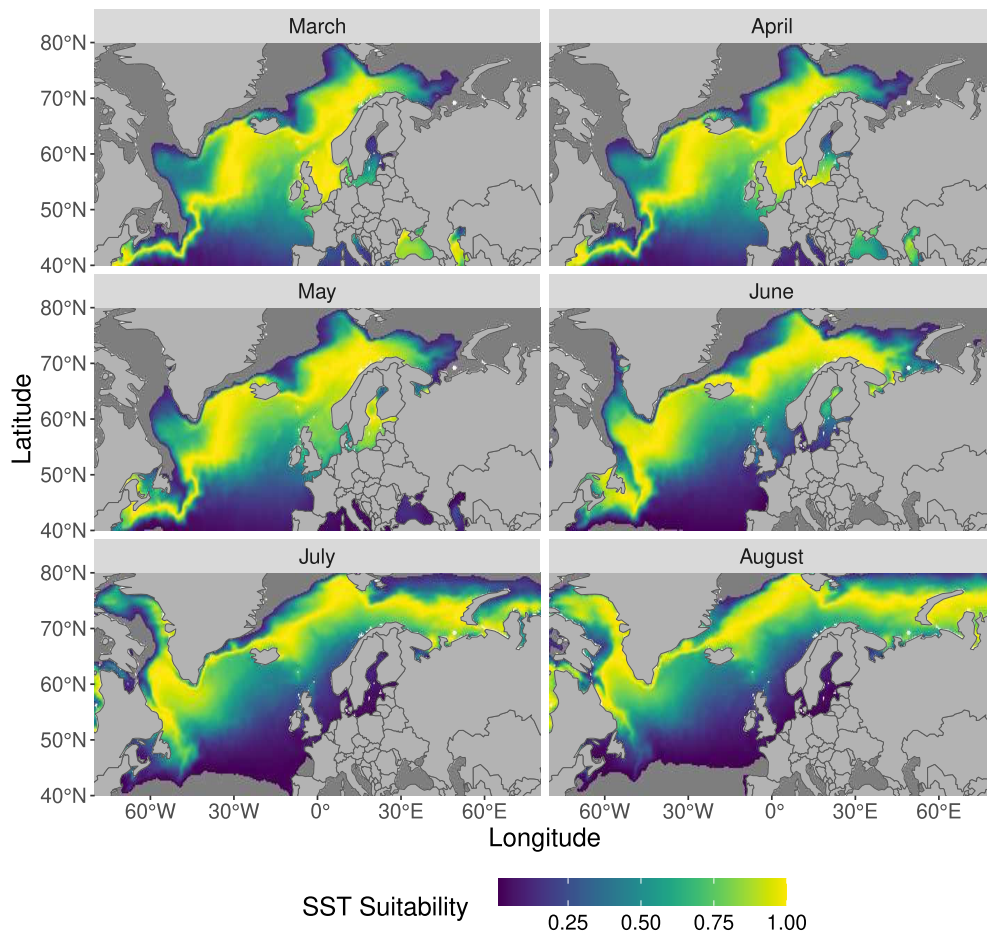 March
April
80°N
70°N
60°N
50°N
40°N
May
June
80°N
70°N
60°N
50°N
40°N
Latitude
July
August
80°N
70°N
60°N
50°N
40°N
60°W 30°W 0° 30°E 60°E
60°W 30°W 0° 30°E 60°E
Longitude
SST Suitability
0.25 0.50 0.75 1.00